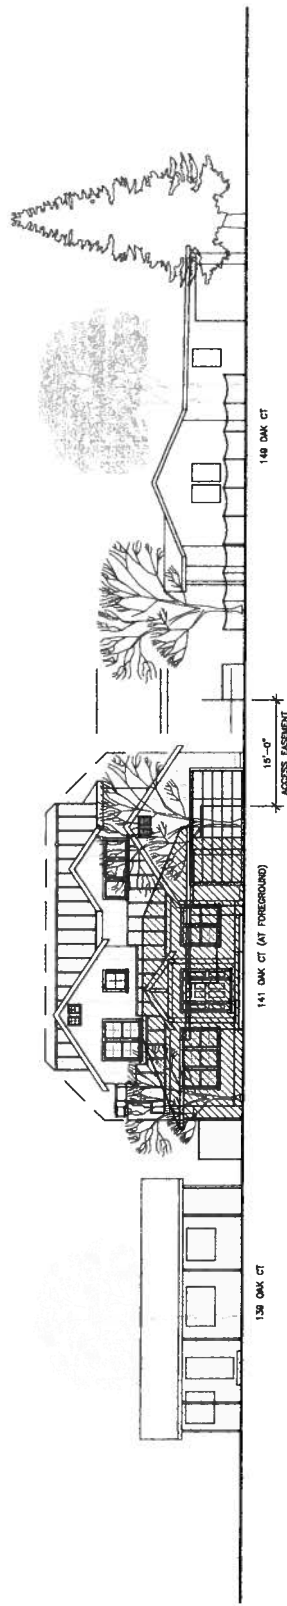 139 OAK CT
141 OAK CT (AT FOREGROUND)
15'-0"
ACCESS EASEMENT
149 OAK CT